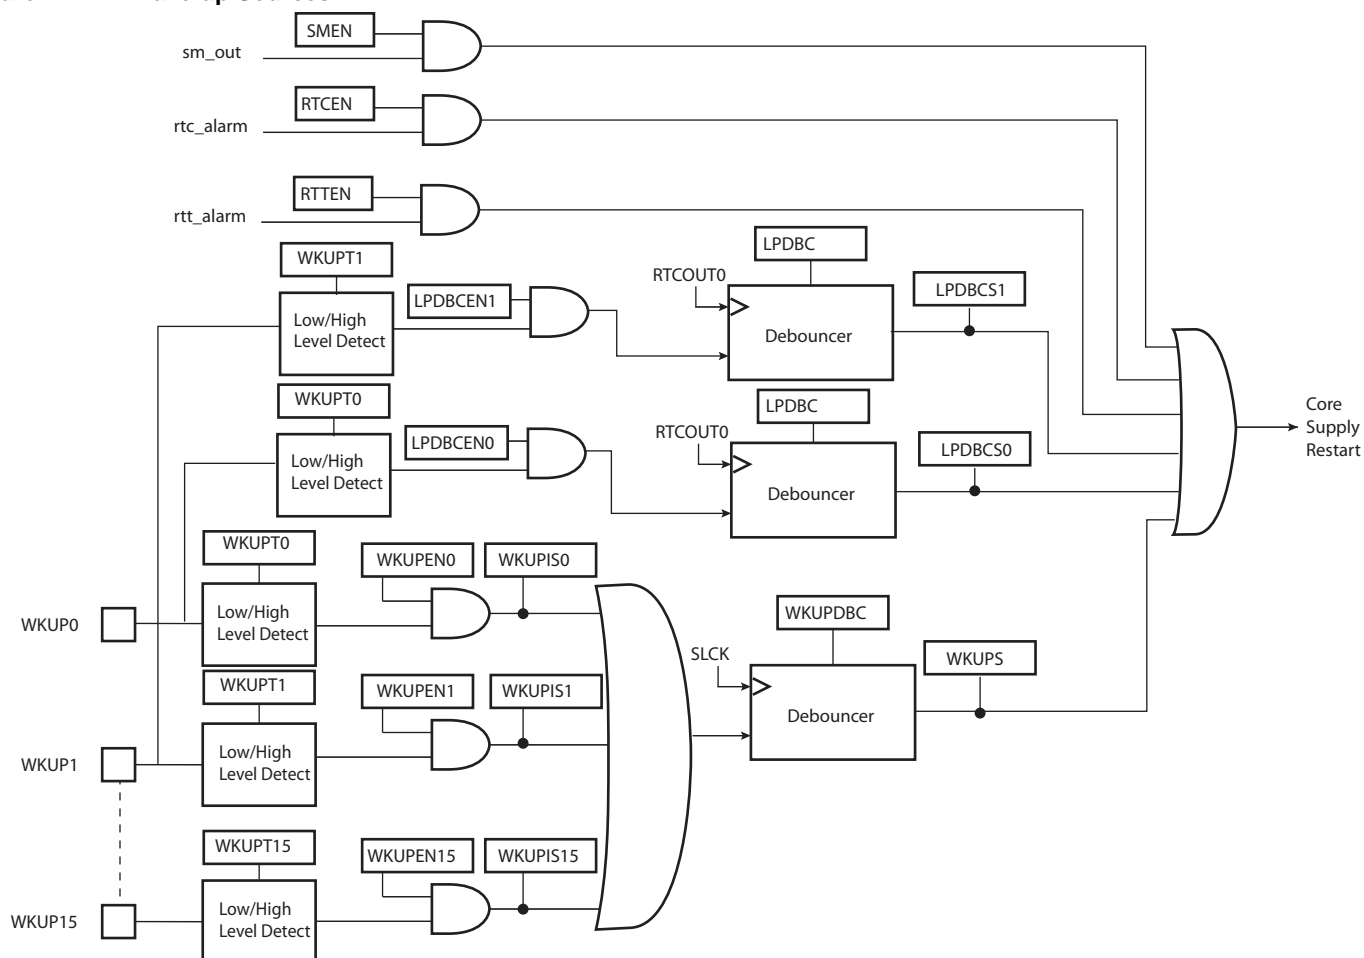 SMEN
sm_out
RTCEN
rtc_alarm
RTTEN
rtt_alarm
WKUPT1
LPDBC
RTCOUT0
LPDBCEN1
LPDBCS1
Low/High
Level Detect
Debouncer
WKUPT0
LPDBC
RTCOUT0
LPDBCEN0
LPDBCS0
Low/High
Level Detect
Debouncer
Core
Supply
Restart
WKUPT0
WKUPEN0
WKUPIS0
WKUP0
Low/High
Level Detect
WKUPDBC
SLCK
WKUPS
Debouncer
WKUPT1
WKUPEN1
WKUPIS1
WKUP1
Low/High
Level Detect
WKUPT15
WKUPEN15
WKUPIS15
WKUP15
Low/High
Level Detect